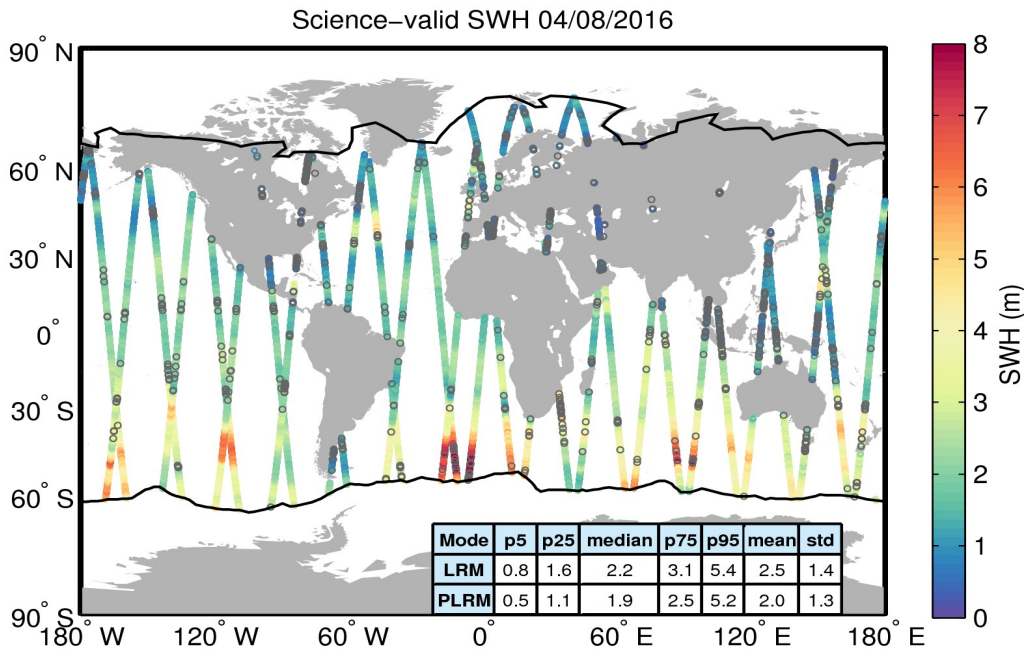 Science−valid SWH 04/08/2016
90° N
60° N
30° N
0°
30° S
60° S
90° S
180° W
120° W
60° W
0°
60° E
120° E
180° E
8
7
6
5
4
3
2
1
0
SWH (m)
Mode p5 p25 median p75 p95 mean std
LRM 0.8 1.6 2.2 3.1 5.4 2.5 1.4
PLRM 0.5 1.1 1.9 2.5 5.2 2.0 1.3